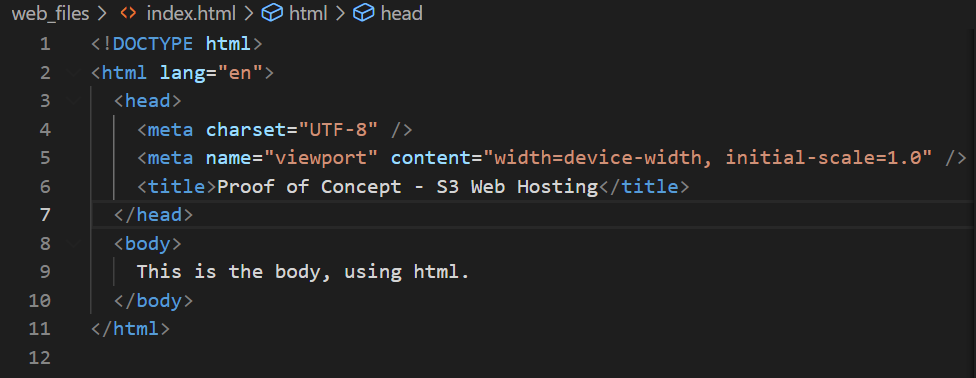 web_files > <> index.html > html > head
1 <!DOCTYPE html>
2 <html lang="en">
3 <head>
4 <meta charset="UTF-8" />
5 <meta name="viewport" content="width=device-width, initial-scale=1.0" />
6 <title>Proof of Concept - S3 Web Hosting</title>
7 </head>
8 <body>
9 This is the body, using html.
10 </body>
11 </html>
12